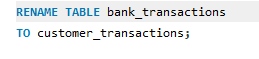 RENAME TABLE bank_transactions
TO customer_transactions;